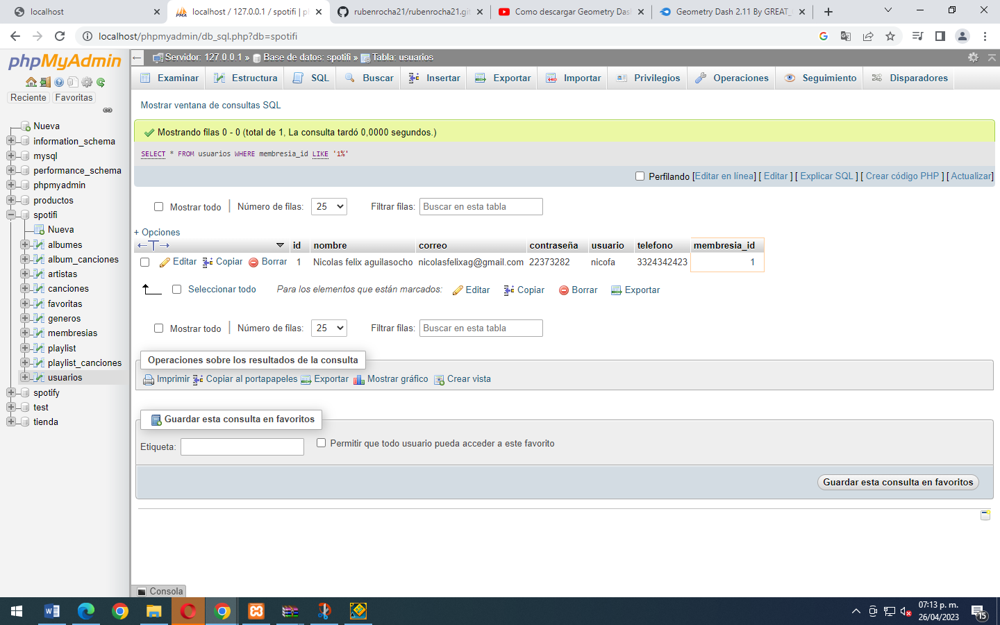 localhost
localhost / 127.0.0.1 / spotifi | ph
rubenrocha21/rubenrocha21.git
Como descargar Geometry Das
Geometry Dash 2.11 By GREAT_
localhost/phpmyadmin/db_sql.php?db=spotifi
phpMyAdmin
Reciente Favoritas
Nueva
information_schema
mysql
performance_schema
phpmyadmin
productos
spotifi
Nueva
albumes
album_canciones
artistas
canciones
favoritas
generos
membresias
playlist
playlist_canciones
usuarios
spotify
test
tienda
Servidor: 127.0.0.1 » Base de datos: spotifi » Tabla: usuarios
Examinar Estructura SQL Buscar Insertar Exportar Importar Privilegios Operaciones Seguimiento Disparadores
Mostrar ventana de consultas SQL
Mostrando filas 0 - 0 (total de 1, La consulta tardó 0,0000 segundos.)
SELECT * FROM usuarios WHERE membresia_id LIKE '1%'
Perfilando [Editar en línea] [ Editar ] [ Explicar SQL ] [ Crear código PHP ] [ Actualizar]
Mostrar todo | Número de filas: 25 Filtrar filas: Buscar en esta tabla
+ Opciones
←T→ id nombre correo contraseña usuario telefono membresia_id
Editar Copiar Borrar 1 Nicolas felix aguilasocho nicolasfelixag@gmail.com 22373282 nicofa 3324342423 1
Seleccionar todo Para los elementos que están marcados: Editar Copiar Borrar Exportar
Mostrar todo | Número de filas: 25 Filtrar filas: Buscar en esta tabla
Operaciones sobre los resultados de la consulta
Imprimir Copiar al portapapeles Exportar Mostrar gráfico Crear vista
Guardar esta consulta en favoritos
Etiqueta: Permitir que todo usuario pueda acceder a este favorito
Guardar esta consulta en favoritos
Consola
07:13 p. m.
26/04/2023
15